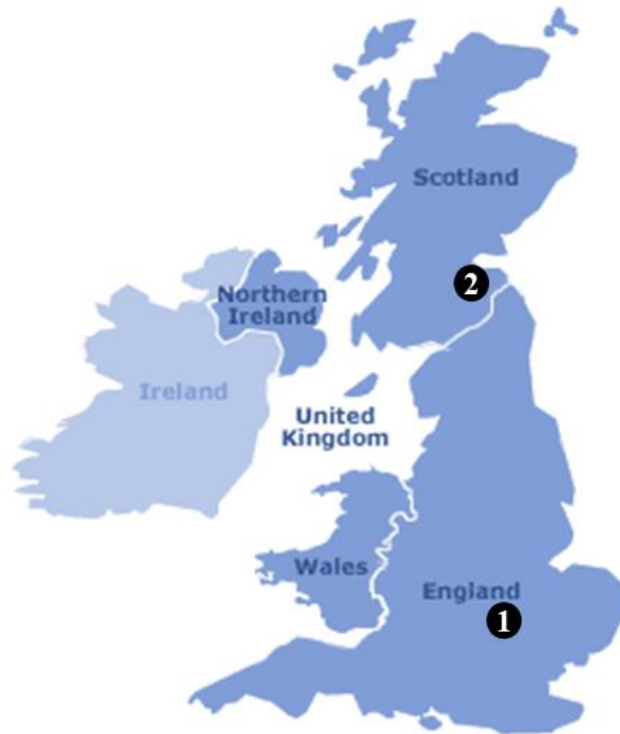 Scotland
2
Northern
Ireland
Ireland
United
Kingdom
Wales
England
1